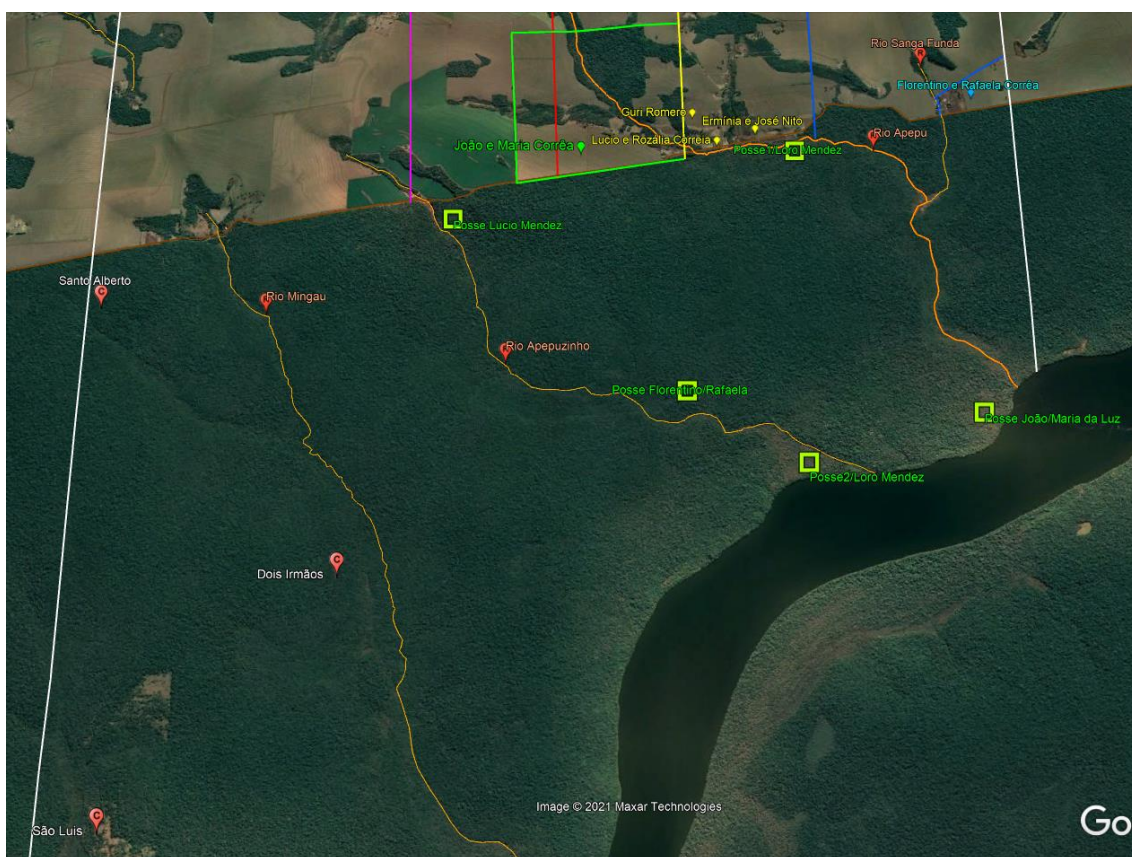 Rio Sanga Funda
Florentino e Rafaela Corrêa
Guri Romero
Ermínia e José Nito
Rio Apepu
Lucio e Rozália Corrêia
João e Maria Corrêa
Posse1/Loro Mendez
Posse Lucio Mendez
Santo Alberto
Rio Mingau
Rio Apepuzinho
Posse Florentino/Rafaela
Posse João/Maria da Luz
Posse2/Loro Mendez
Dois Irmãos
Image © 2021 Maxar Technologies
São Luis
Go